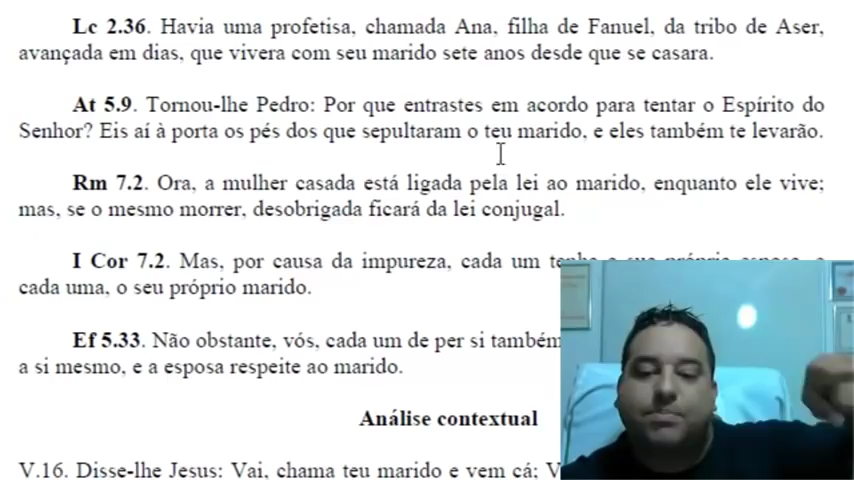 Lc 2.36. Havia uma profetisa, chamada Ana, filha de Fanuel, da tribo de Aser,
avançada em dias, que vivera com seu marido sete anos desde que se casara.
At 5.9. Tornou-lhe Pedro: Por que entrastes em acordo para tentar o Espírito do
Senhor? Eis aí à porta os pés dos que sepultaram o teu marido, e eles também te levarão.
Rm 7.2. Ora, a mulher casada está ligada pela lei ao marido, enquanto ele vive;
mas, se o mesmo morrer, desobrigada ficará da lei conjugal.
I Cor 7.2. Mas, por causa da impureza, cada um
cada uma, o seu próprio marido.
Ef 5.33. Não obstante, vós, cada um de per si também
a si mesmo, e a esposa respeite ao marido.
Análise contextual
V.16. Disse-lhe Jesus: Vai, chama teu marido e vem cá; V